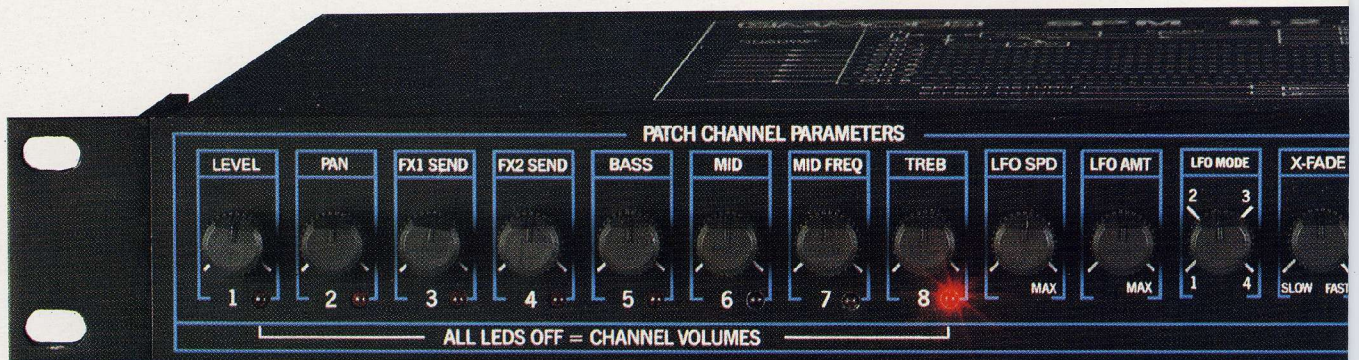 PATCH CHANNEL PARAMETERS
LEVEL PAN FX1 SEND FX2 SEND BASS MID MID FREQ TREB LFO SPD LFO AMT LFO MODE X-FADE
2 3
1 2 3 4 5 6 7 8 MAX MAX 1 4 SLOW FAST
ALL LEDS OFF = CHANNEL VOLUMES